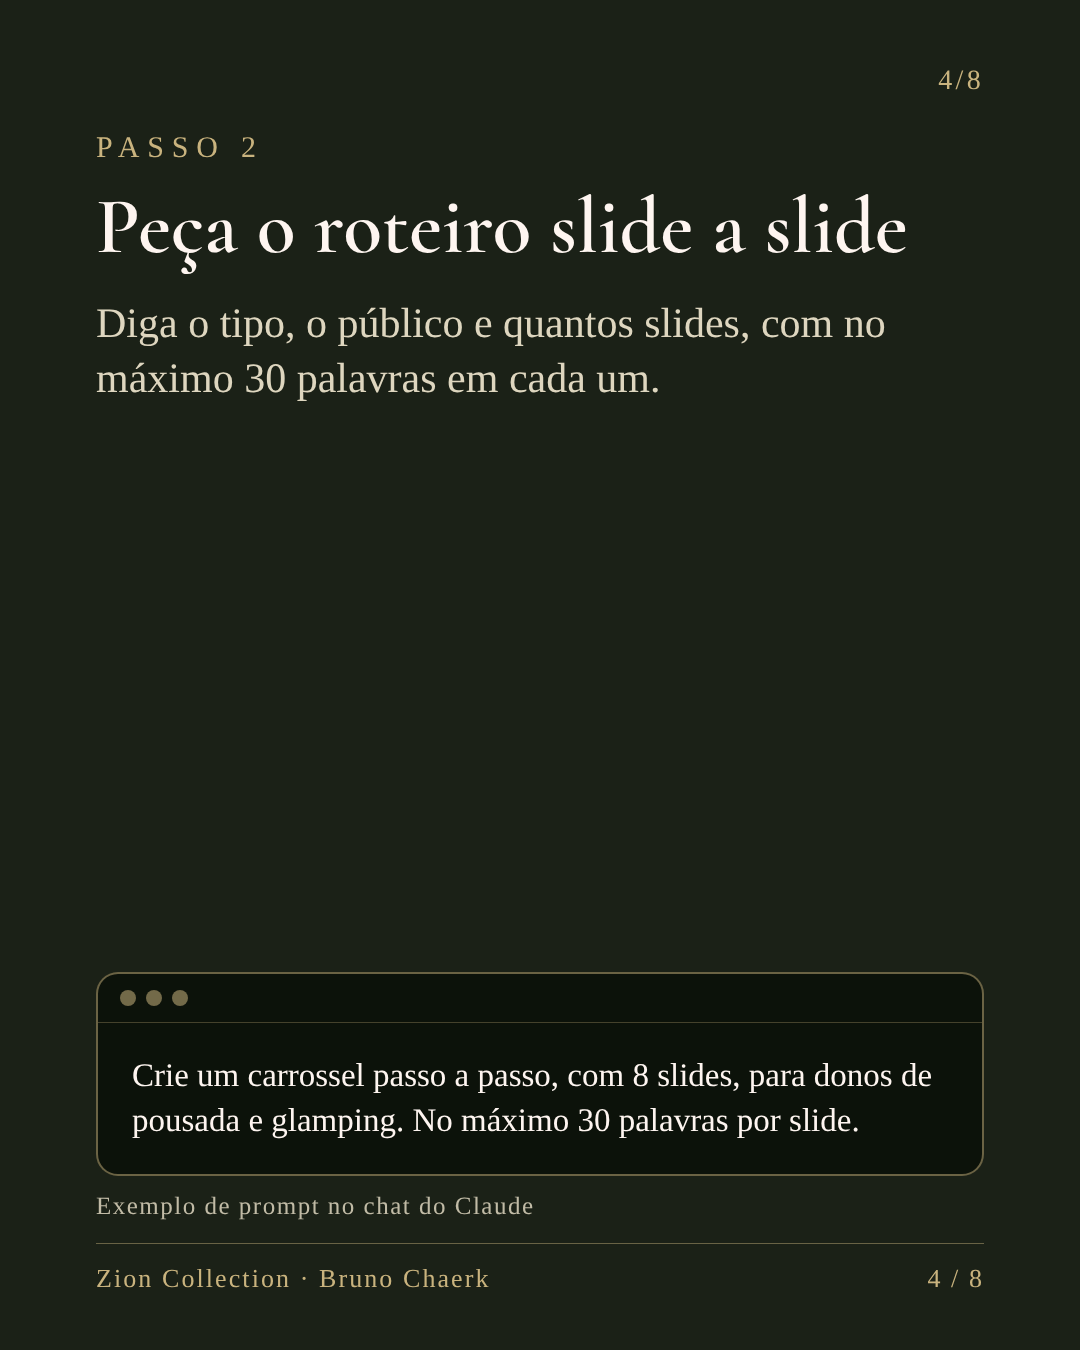 4/8
PASSO 2
Peça o roteiro slide a slide
Diga o tipo, o público e quantos slides, com no
máximo 30 palavras em cada um.
Crie um carrossel passo a passo, com 8 slides, para donos de
pousada e glamping. No máximo 30 palavras por slide.
Exemplo de prompt no chat do Claude
Zion Collection · Bruno Chaerk
4 / 8